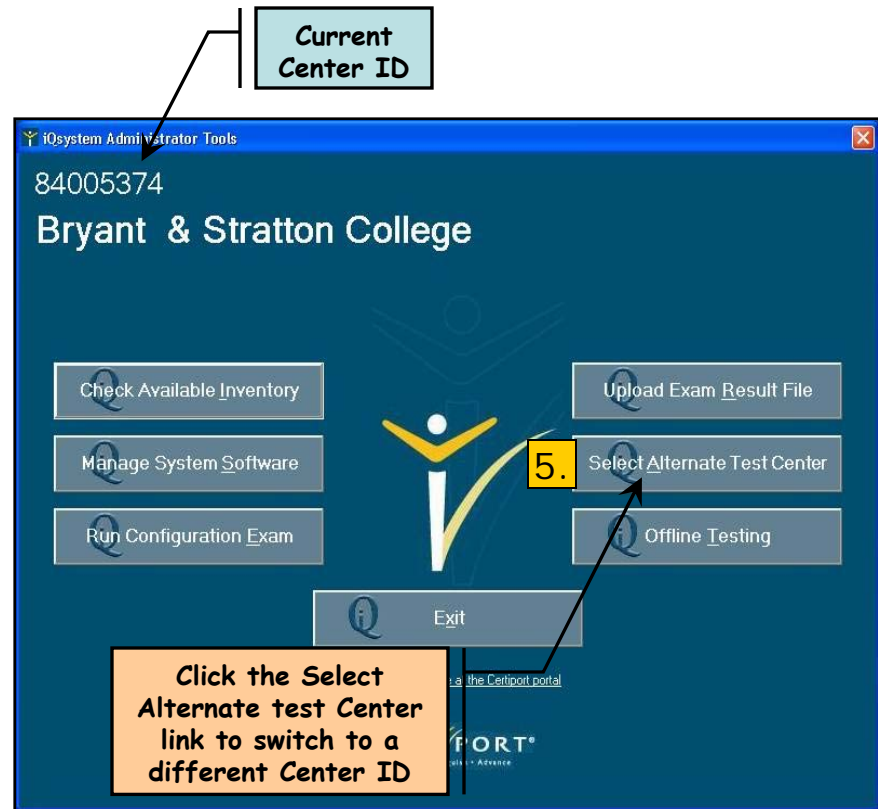 Current
Center ID
iQsystem Administrator Tools
84005374
Bryant & Stratton College
Check Available Inventory
Upload Exam Result File
Manage System Software
5.
Select Alternate Test Center
Run Configuration Exam
Offline Testing
Exit
at the Certiport portal
Click the Select
Alternate test Center
link to switch to a
different Center ID
PORT®
Advance